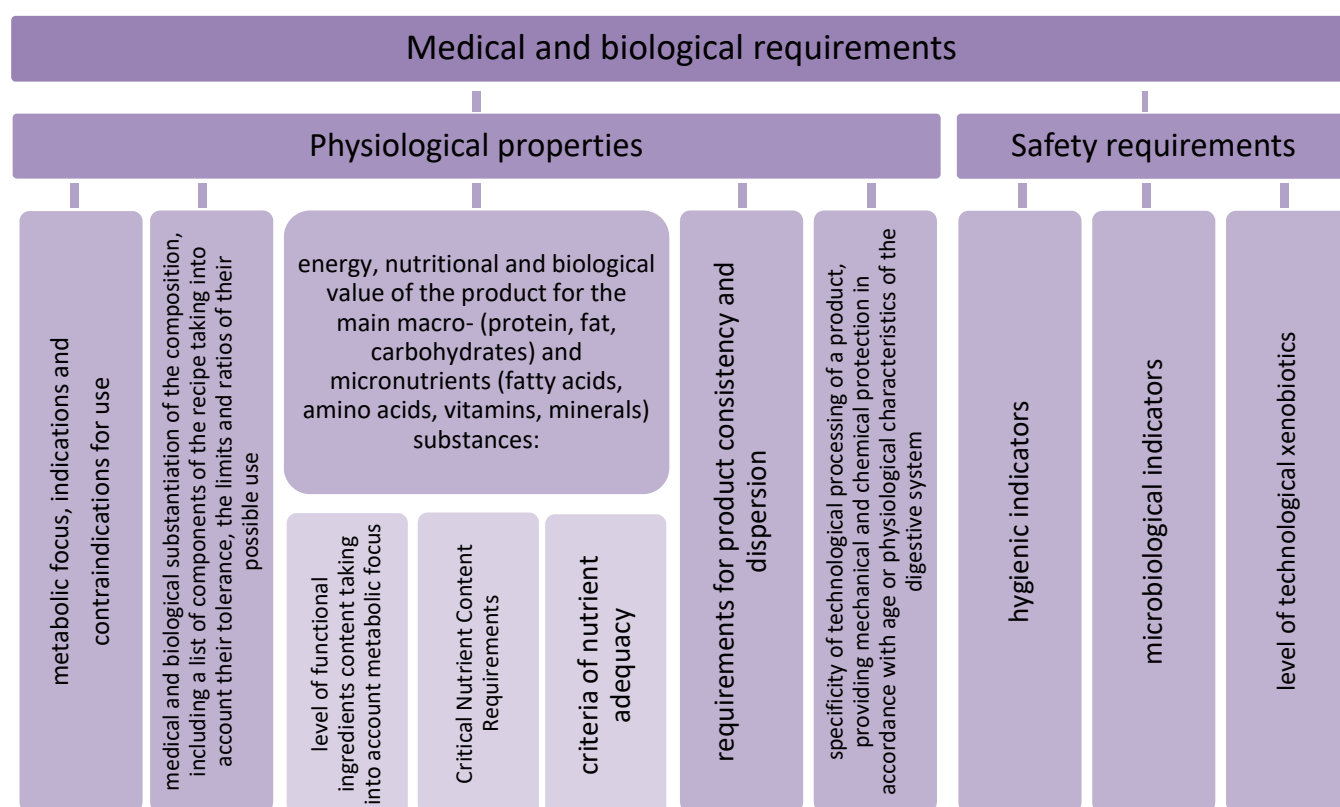 Medical and biological requirements
Physiological properties
Safety requirements
metabolic focus, indications and
contraindications for use
medical and biological substantiation of the composition,
including a list of components of the recipe taking into
account their tolerance, the limits and ratios of their
possible use
energy, nutritional and biological
value of the product for the
main macro- (protein, fat,
carbohydrates) and
micronutrients (fatty acids,
amino acids, vitamins, minerals)
substances:
level of functional
ingredients content taking
into account metabolic focus
Critical Nutrient Content
Requirements
criteria of nutrient
adequacy
requirements for product consistency and
dispersion
specificity of technological processing of a product,
providing mechanical and chemical protection in
accordance with age or physiological characteristics of the
digestive system
hygienic indicators
microbiological indicators
level of technological xenobiotics